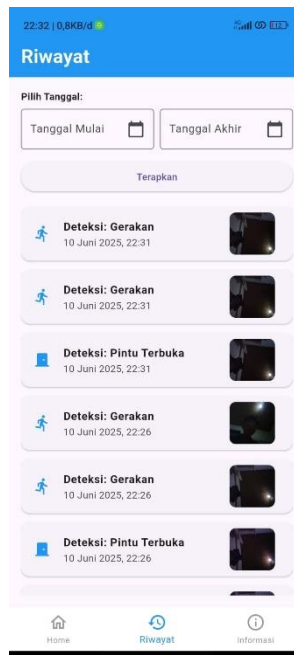 22:32 | 0,8KB/d
Riwayat
Pilih Tanggal:
Tanggal Mulai
Tanggal Akhir
Terapkan
Deteksi: Gerakan
10 Juni 2025, 22:31
Deteksi: Gerakan
10 Juni 2025, 22:31
Deteksi: Pintu Terbuka
10 Juni 2025, 22:31
Deteksi: Gerakan
10 Juni 2025, 22:26
Deteksi: Gerakan
10 Juni 2025, 22:26
Deteksi: Pintu Terbuka
10 Juni 2025, 22:26
Home
Riwayat
Informasi